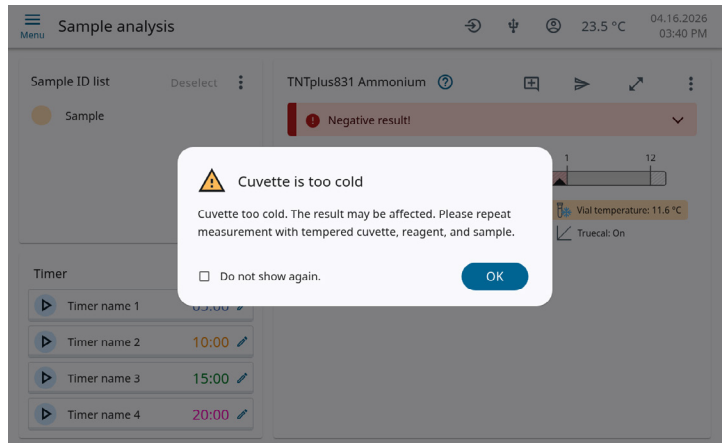 Menu
Sample analysis
23.5 °C
04.16.2026
03:40 PM
Sample ID list
Deselect
Sample
TNTplus831 Ammonium
Negative result!
1
12
Vial temperature: 11.6 °C
Truecal: On
Cuvette is too cold
Cuvette too cold. The result may be affected. Please repeat
measurement with tempered cuvette, reagent, and sample.
Do not show again.
OK
Timer
Timer name 1
Timer name 2
10:00
Timer name 3
15:00
Timer name 4
20:00